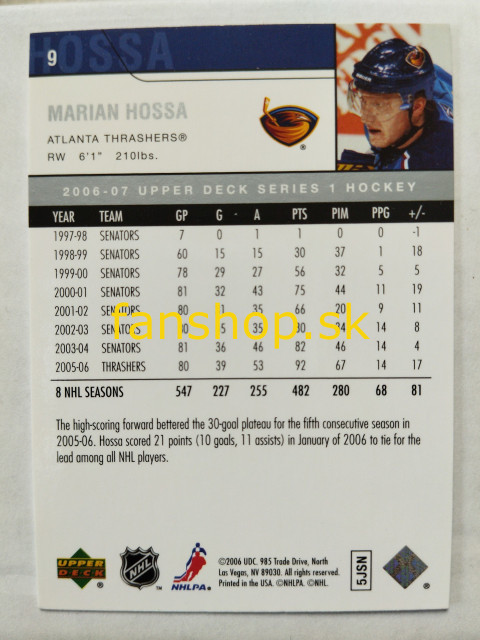 HOSSA
9
MARIAN HOSSA
ATLANTA THRASHERS®
RW 6'1" 210lbs.
2006-07 UPPER DECK SERIES 1 HOCKEY
YEAR TEAM GP G - A PTS PIM PPG +/-
1997-98 SENATORS 7 0 1 1 0 0 -1
1998-99 SENATORS 60 15 15 30 37 1 18
1999-00 SENATORS 78 29 27 56 32 5 5
2000-01 SENATORS 81 32 43 75 44 11 19
2001-02 SENATORS 80 35 66 20 9 11
fanshop.sk
2002-03 SENATORS 80 35 80 34 14 8
2003-04 SENATORS 81 36 46 82 46 14 4
2005-06 THRASHERS 80 39 53 92 67 14 17
8 NHL SEASONS 547 227 255 482 280 68 81
The high-scoring forward bettered the 30-goal plateau for the fifth consecutive season in
2005-06. Hossa scored 21 points (10 goals, 11 assists) in January of 2006 to tie for the
lead among all NHL players.
UPPER DECK ®
NHL ™
NHLPA.
©2006 UDC. 985 Trade Drive, North
Las Vegas, NV 89030. All rights reserved.
Printed in the USA. ©NHLPA. ©NHL.
5JSN
®